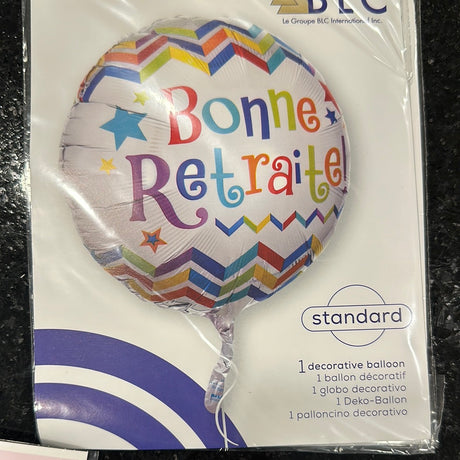 BLC
Le Groupe BLC International Inc.
Bonne
Retraite!
standard
1 decorative balloon
1 ballon décoratif
1 globo decorativo
1 Deko-Ballon
1 palloncino decorativo